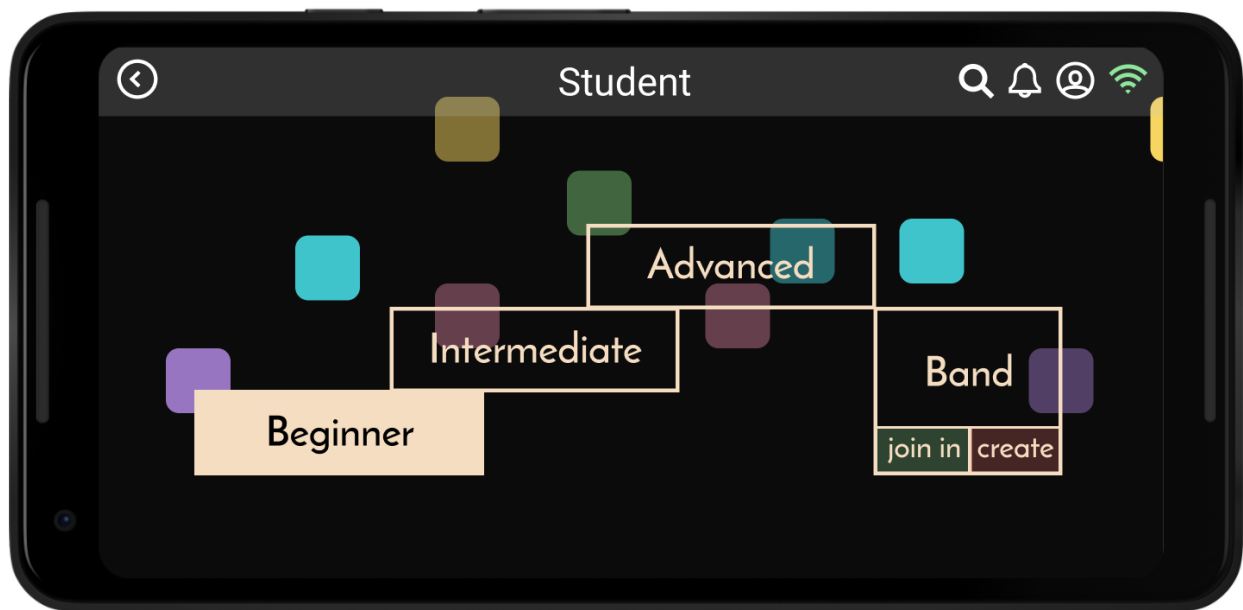 Student
Advanced
Intermediate
Band
Beginner
join in
create